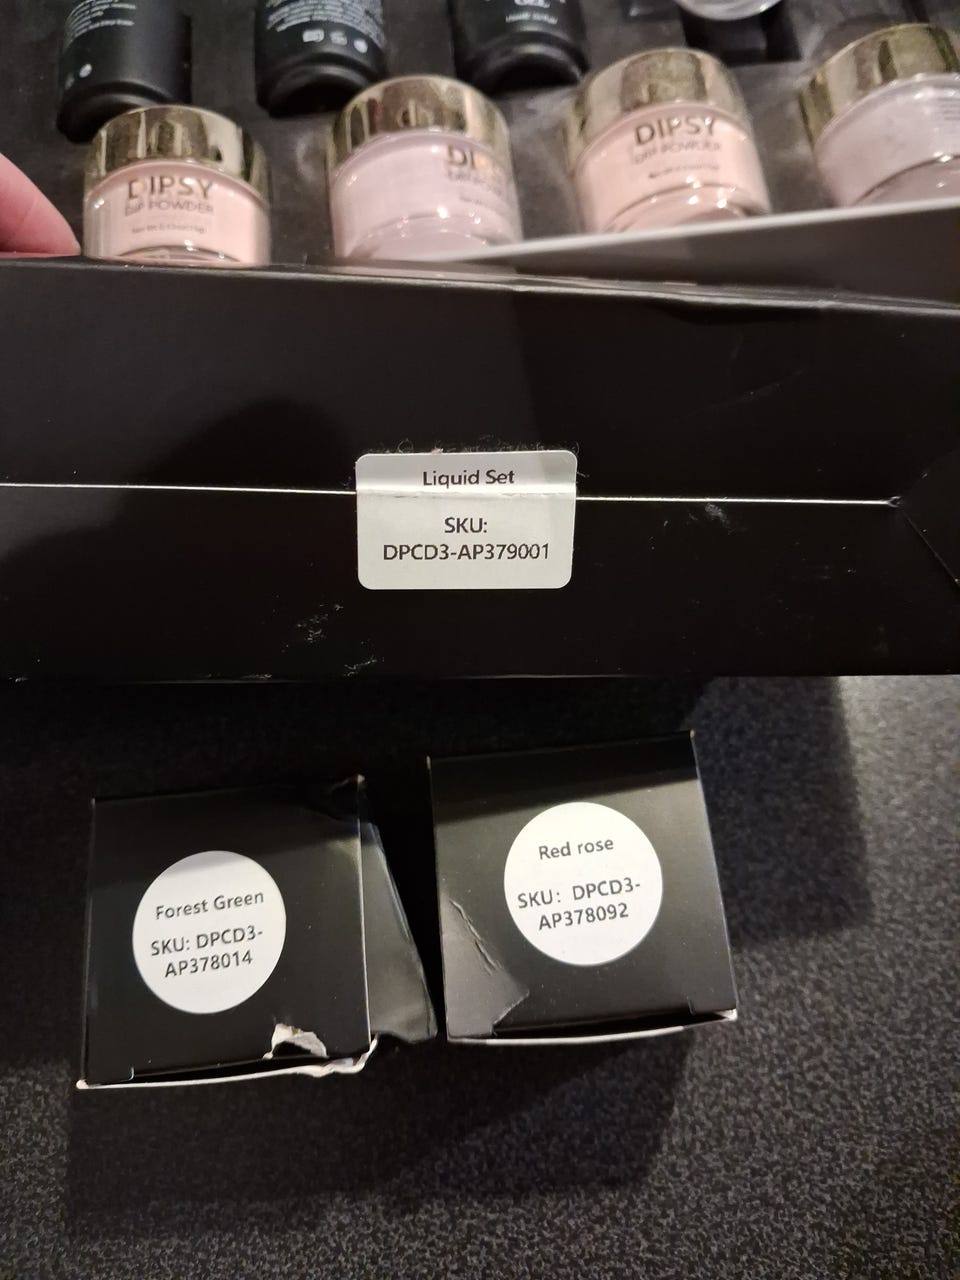 DIPSY
DIP POWDER
DIPSY
DIP POWDER
Liquid Set
SKU:
DPCD3-AP379001
Forest Green
SKU: DPCD3-
AP378014
Red rose
SKU: DPCD3-
AP378092